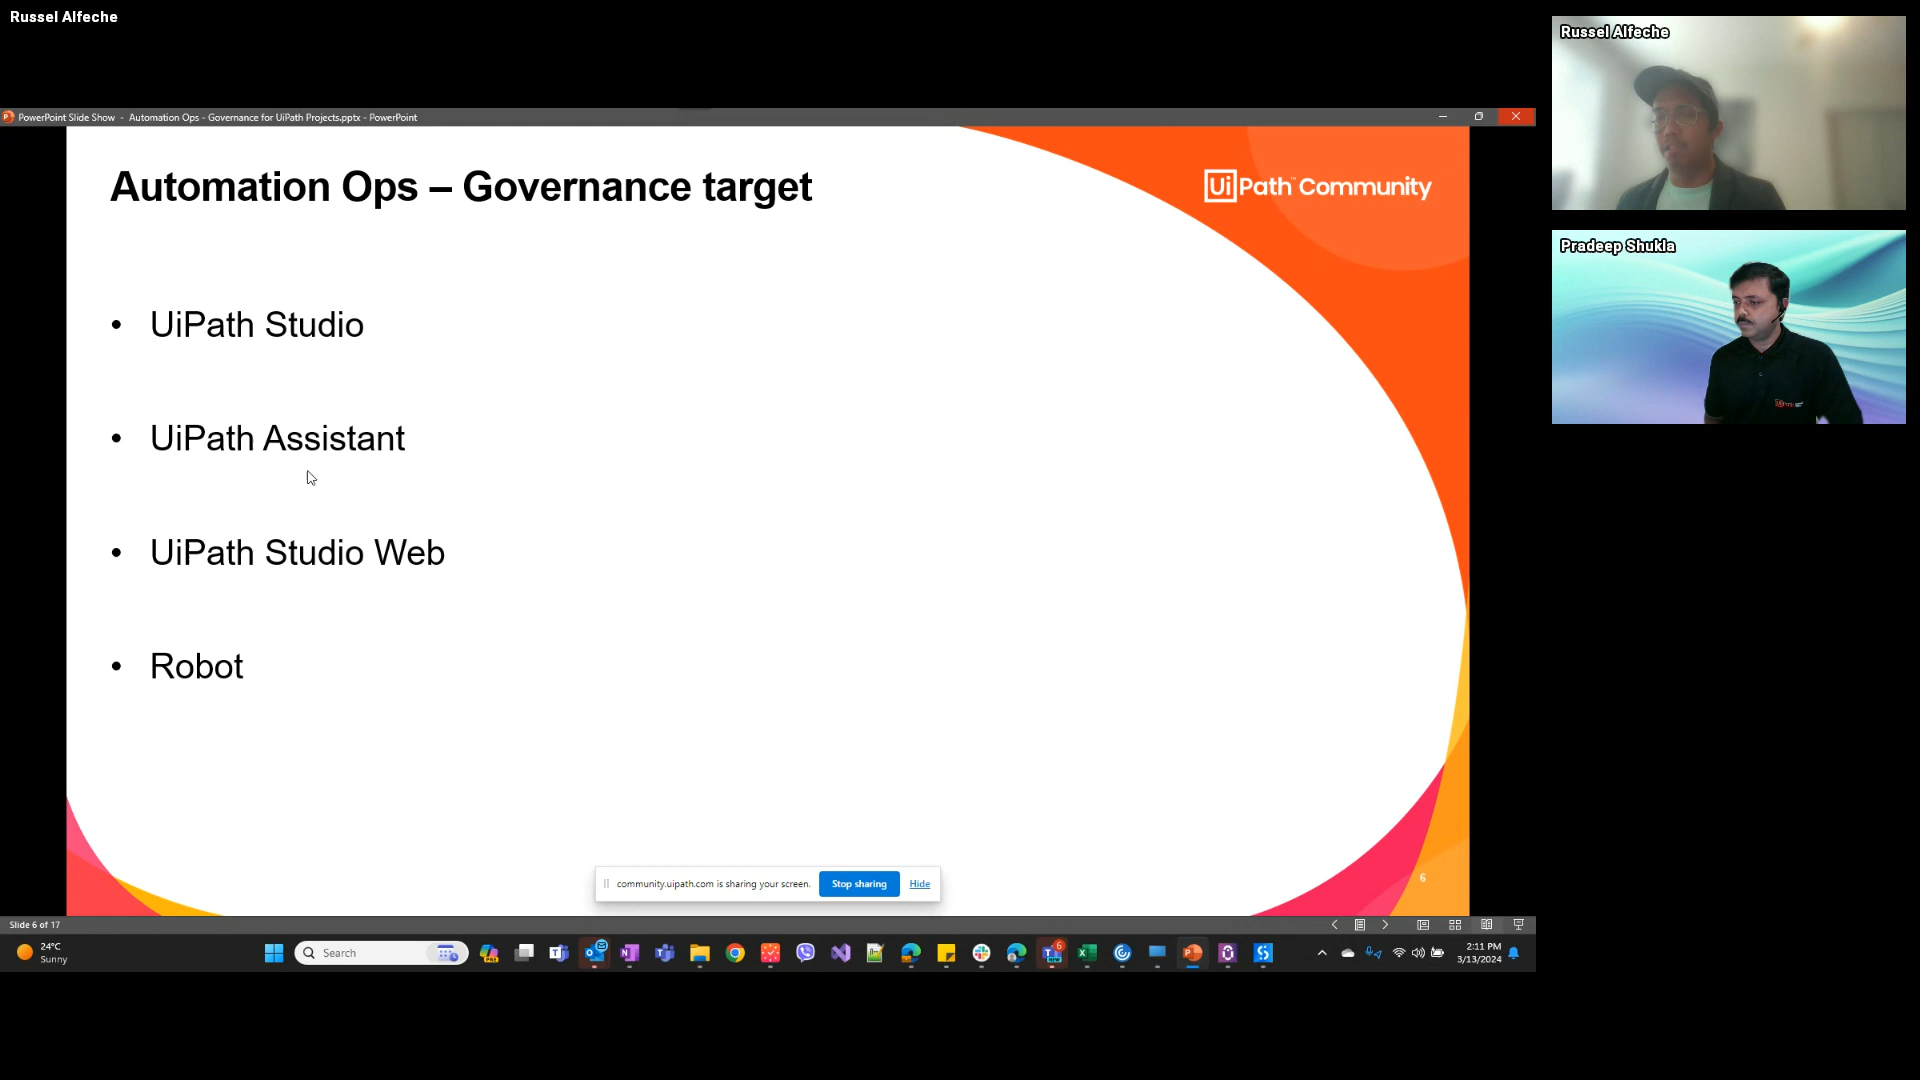 Russel Alfeche
Russel Alfeche
PowerPoint Slide Show - Automation Ops - Governance for UiPath Projects.pptx - PowerPoint
Automation Ops – Governance target
UiPath™ Community
Pradeep Shukla
• UiPath Studio
• UiPath Assistant
• UiPath Studio Web
• Robot
community.uipath.com is sharing your screen.
Stop sharing
Hide
6
Slide 6 of 17
24°C
Sunny
Search
6
2:11 PM
3/13/2024